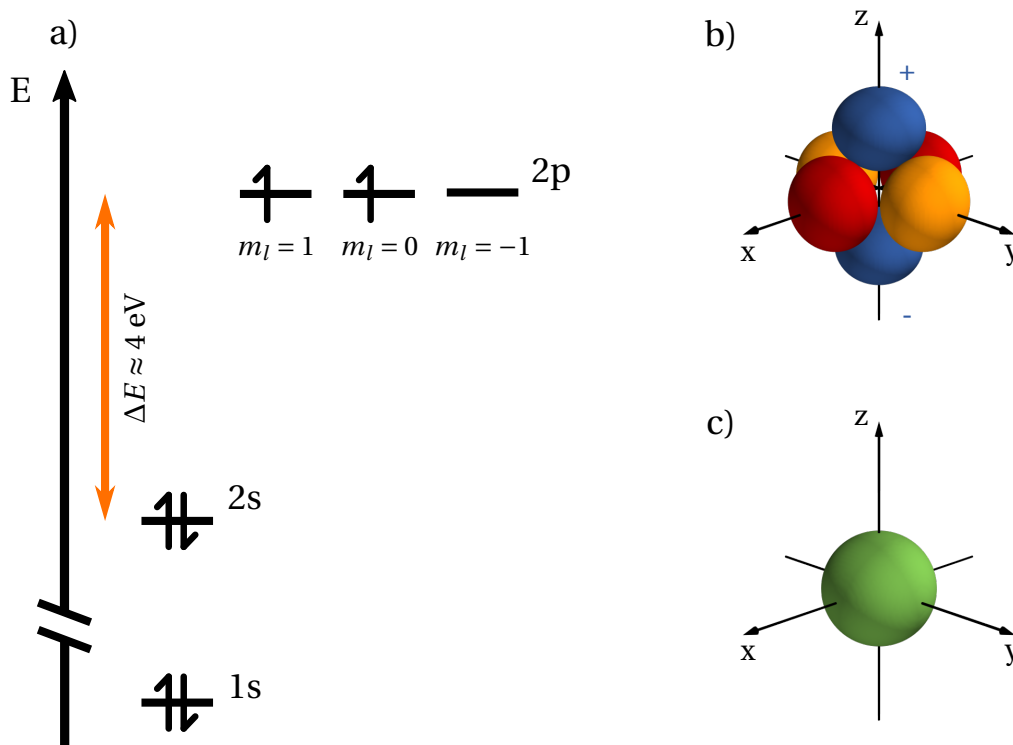 a)
E
2p
m_l = 1
m_l = 0
m_l = −1
ΔE ≈ 4 eV
2s
1s
b)
z
+
x
y
-
c)
z
x
y